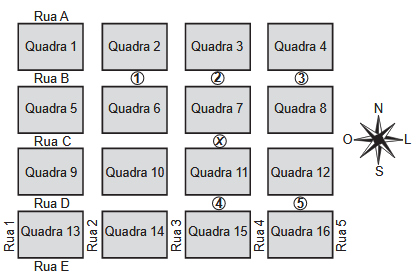 Rua A
Quadra 1 Quadra 2 Quadra 3 Quadra 4
Rua B 1 2 3
Quadra 5 Quadra 6 Quadra 7 Quadra 8
Rua C X
N
O L
S
Quadra 9 Quadra 10 Quadra 11 Quadra 12
Rua D 4 5
Rua 1 Quadra 13 Rua 2 Quadra 14 Rua 3 Quadra 15 Rua 4 Quadra 16 Rua 5
Rua E